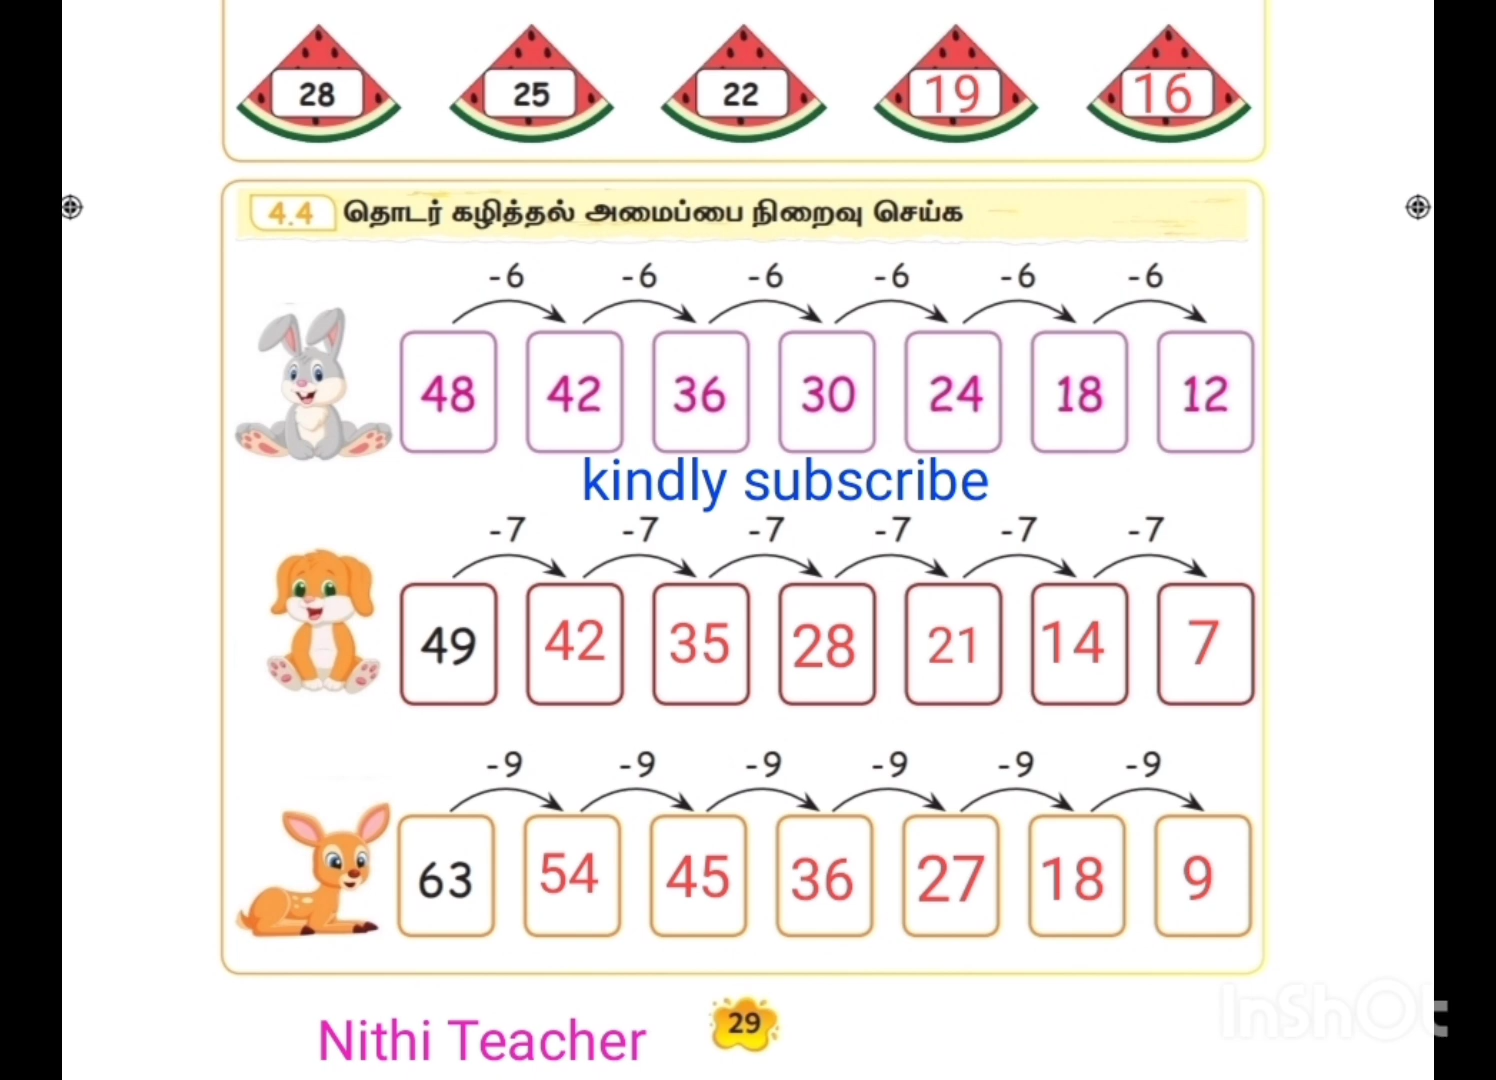 28 25 22 19 16
4.4 தொடர் கழித்தல் அமைப்பை நிறைவு செய்க
-6 -6 -6 -6 -6 -6
48 42 36 30 24 18 12
kindly subscribe
-7 -7 -7 -7 -7 -7
49 42 35 28 21 14 7
-9 -9 -9 -9 -9 -9
63 54 45 36 27 18 9
InShOt
Nithi Teacher 29